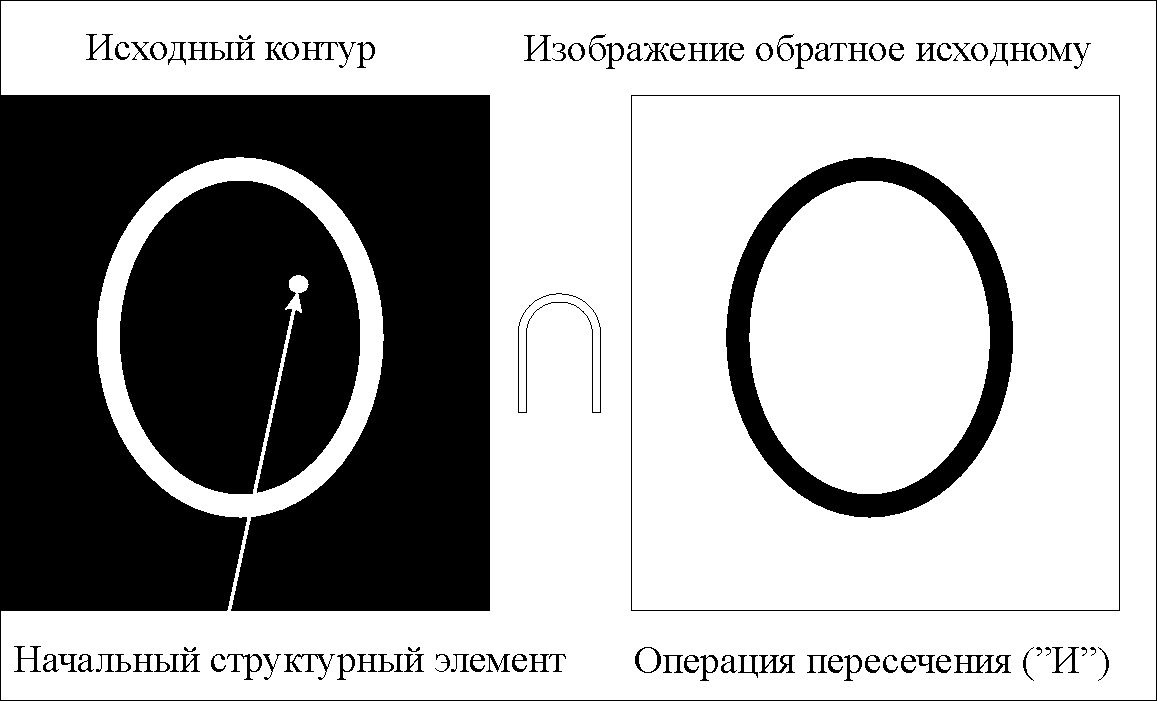 Исходный контур
Изображение обратное исходному
Начальный структурный элемент
Операция пересечения (”И”)